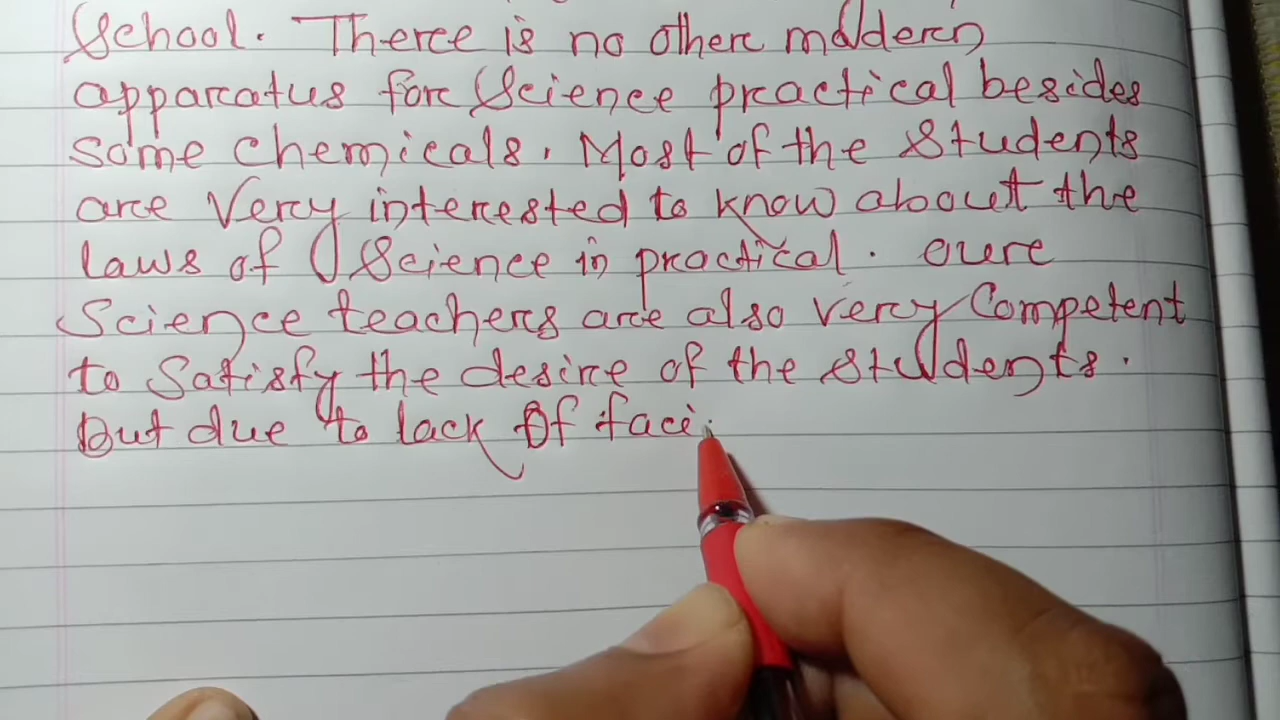 School. There is no other modern
apparatus for Science practical besides
some chemicals. Most of the Students
are very interested to know about the
laws of Science in practical. Our
Science teachers are also very Competent
to Satisfy the desire of the students.
But due to lack of faci